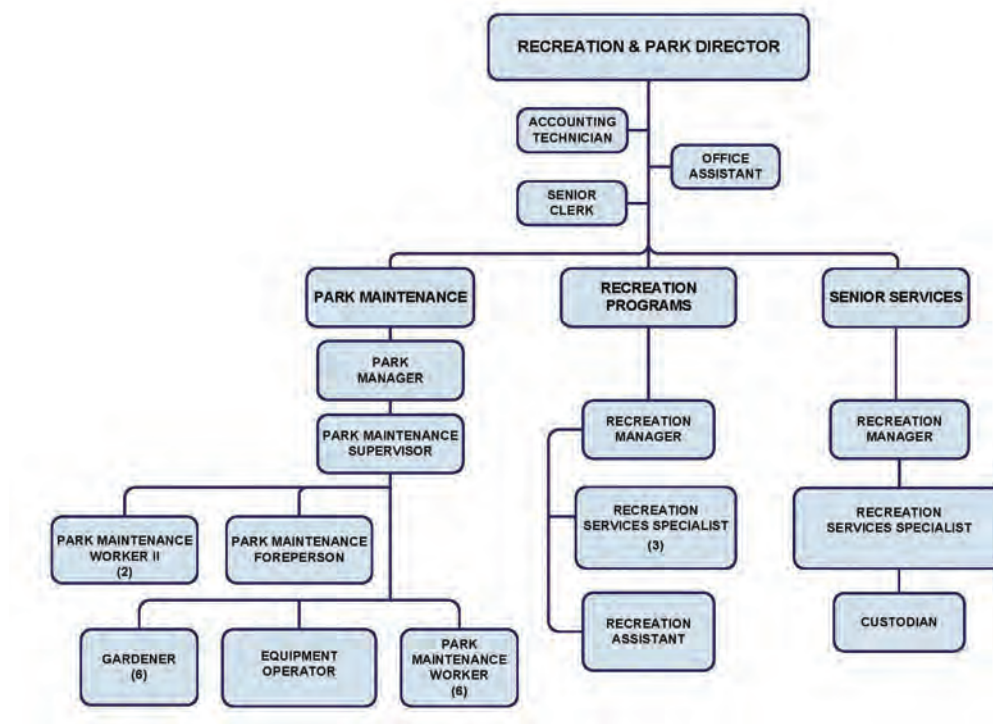 RECREATION & PARK DIRECTOR
ACCOUNTING
TECHNICIAN
OFFICE
ASSISTANT
SENIOR
CLERK
PARK MAINTENANCE
RECREATION
PROGRAMS
SENIOR SERVICES
PARK
MANAGER
RECREATION
MANAGER
RECREATION
MANAGER
PARK MAINTENANCE
SUPERVISOR
PARK MAINTENANCE
WORKER II
(2)
PARK MAINTENANCE
FOREPERSON
RECREATION
SERVICES SPECIALIST
(3)
RECREATION
SERVICES SPECIALIST
GARDENER
(6)
EQUIPMENT
OPERATOR
PARK
MAINTENANCE
WORKER
(6)
RECREATION
ASSISTANT
CUSTODIAN